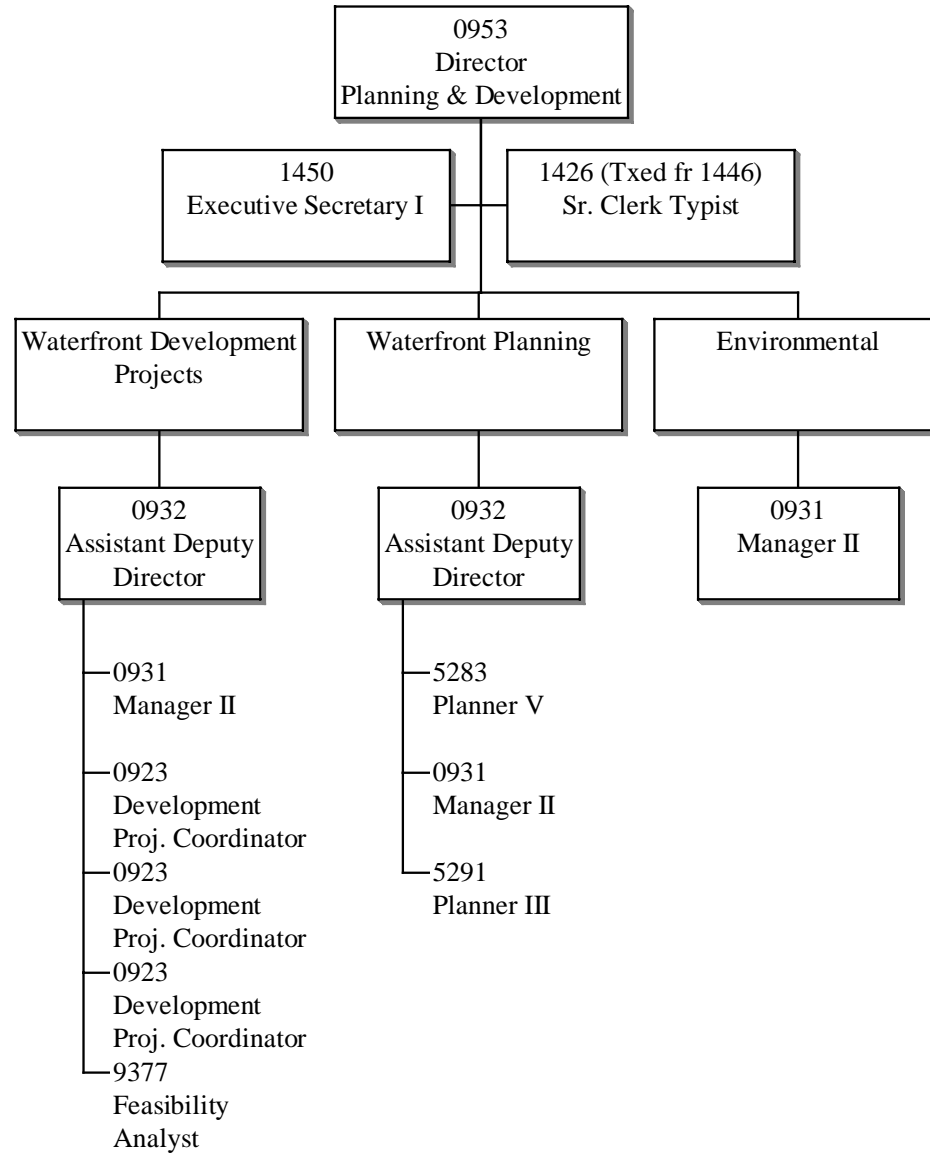 0953
Director
Planning & Development
1450
Executive Secretary I
1426 (Txed fr 1446)
Sr. Clerk Typist
Waterfront Development
Projects
Waterfront Planning
Environmental
0932
Assistant Deputy
Director
0932
Assistant Deputy
Director
0931
Manager II
0931
Manager II
0923
Development
Proj. Coordinator
0923
Development
Proj. Coordinator
0923
Development
Proj. Coordinator
9377
Feasibility
Analyst
5283
Planner V
0931
Manager II
5291
Planner III